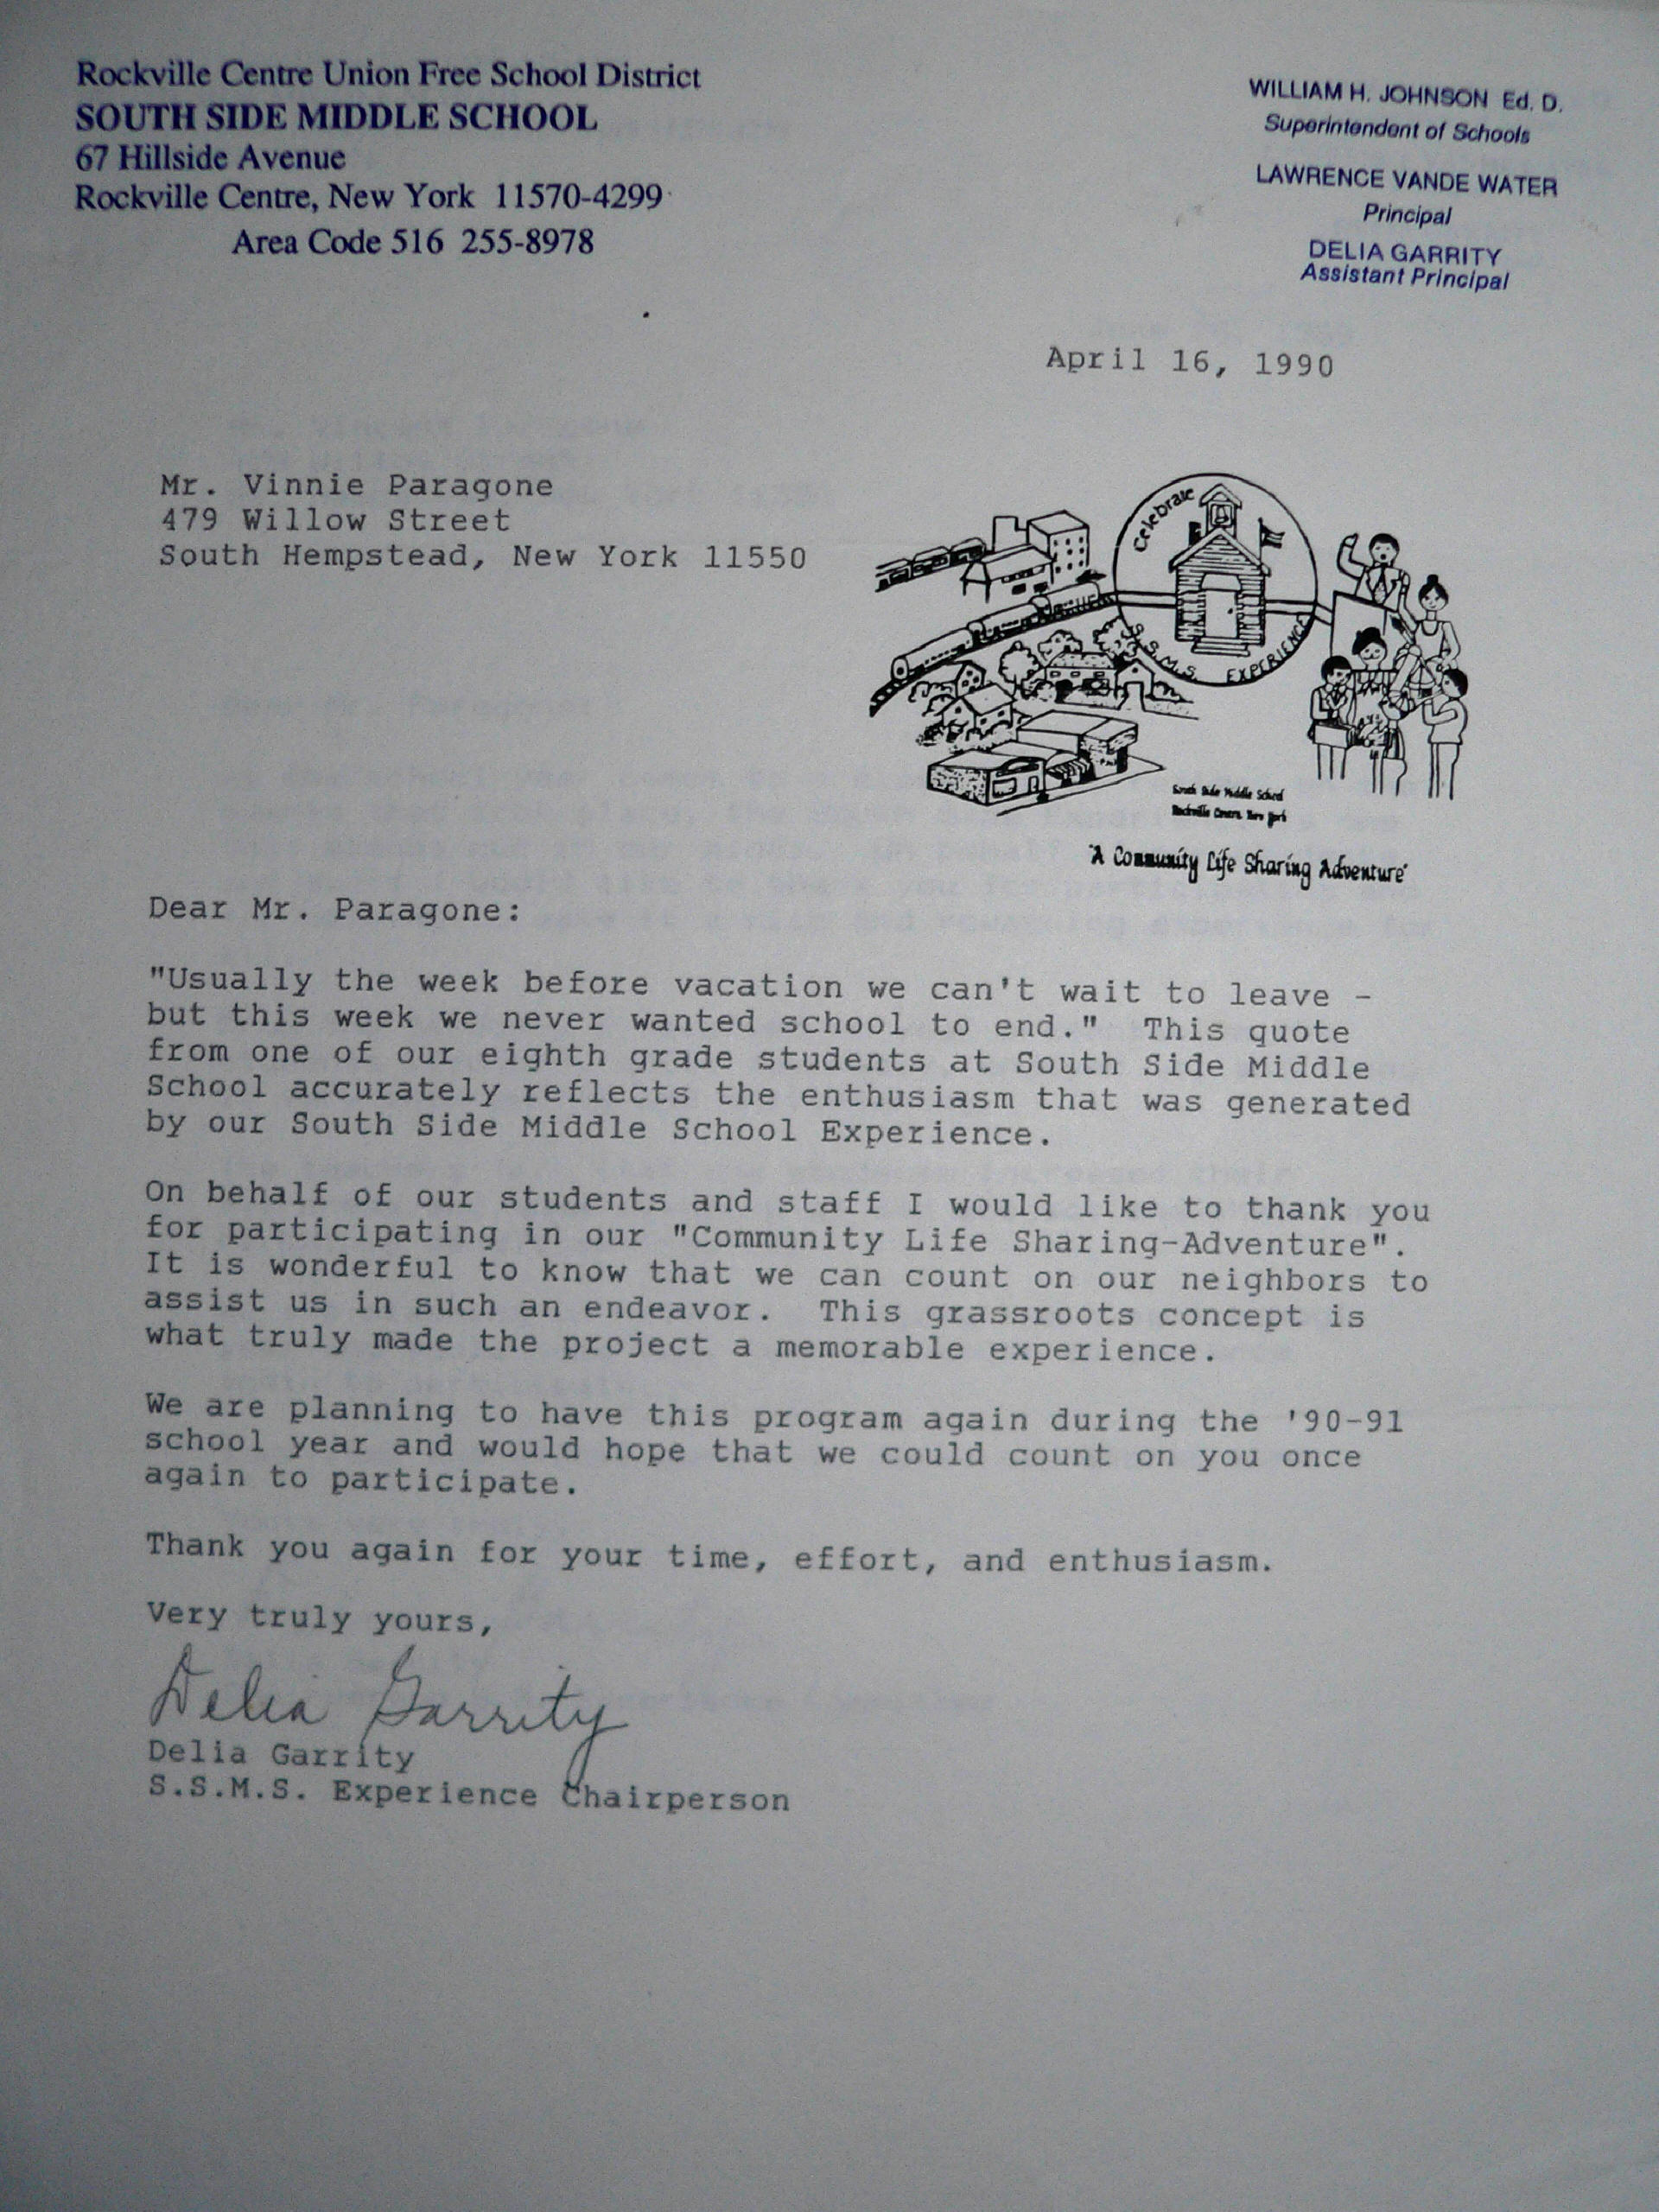 Rockville Centre Union Free School District
SOUTH SIDE MIDDLE SCHOOL
67 Hillside Avenue
Rockville Centre, New York 11570-4299
Area Code 516 255-8978
WILLIAM H. JOHNSON Ed. D.
Superintendent of Schools
LAWRENCE VANDE WATER
Principal
DELIA GARRITY
Assistant Principal
April 16, 1990
Mr. Vinnie Paragone
479 Willow Street
South Hempstead, New York 11550
Celebrate
S.S.M.S. EXPERIENCE
South Side Middle School
Rockville Centre, New York
"A Community Life Sharing Adventure"
Dear Mr. Paragone:
"Usually the week before vacation we can't wait to leave -
but this week we never wanted school to end." This quote
from one of our eighth grade students at South Side Middle
School accurately reflects the enthusiasm that was generated
by our South Side Middle School Experience.
On behalf of our students and staff I would like to thank you
for participating in our "Community Life Sharing-Adventure".
It is wonderful to know that we can count on our neighbors to
assist us in such an endeavor. This grassroots concept is
what truly made the project a memorable experience.
We are planning to have this program again during the '90-91
school year and would hope that we could count on you once
again to participate.
Thank you again for your time, effort, and enthusiasm.
Very truly yours,
Delia Garrity
Delia Garrity
S.S.M.S. Experience Chairperson